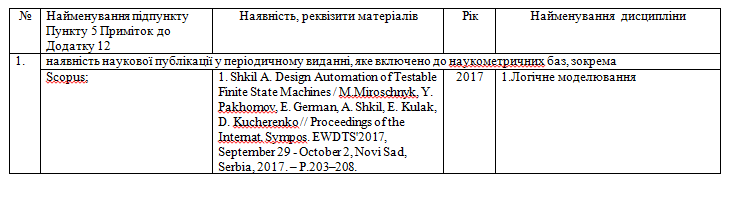 № Найменування підпункту Пункту 5 Приміток до Додатку 12 Наявність, реквізити матеріалів Рік Найменування дисципліни
1. наявність наукової публікації у періодичному виданні, яке включено до наукометричних баз, зокрема
Scopus: 1. Shkil A. Design Automation of Testable 2017 1.Логічне моделювання
Finite State Machines / M.Miroschnyk, Y.
Pakhomov, E. German, A. Shkil, E. Kulak,
D. Kucherenko // Proceedings of the
Internat. Sympos. EWDTS'2017,
September 29 - October 2, Novi Sad,
Serbia, 2017. – P.203–208.